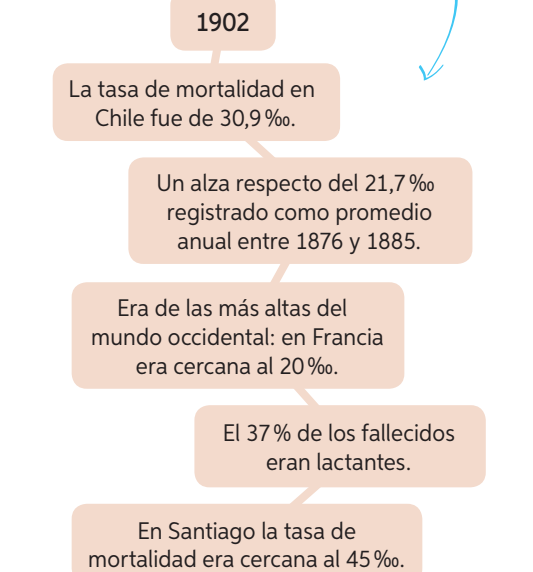 1902
La tasa de mortalidad en
Chile fue de 30,9 ‰.
Un alza respecto del 21,7 ‰
registrado como promedio
anual entre 1876 y 1885.
Era de las más altas del
mundo occidental: en Francia
era cercana al 20 ‰.
El 37 % de los fallecidos
eran lactantes.
En Santiago la tasa de
mortalidad era cercana al 45 ‰.